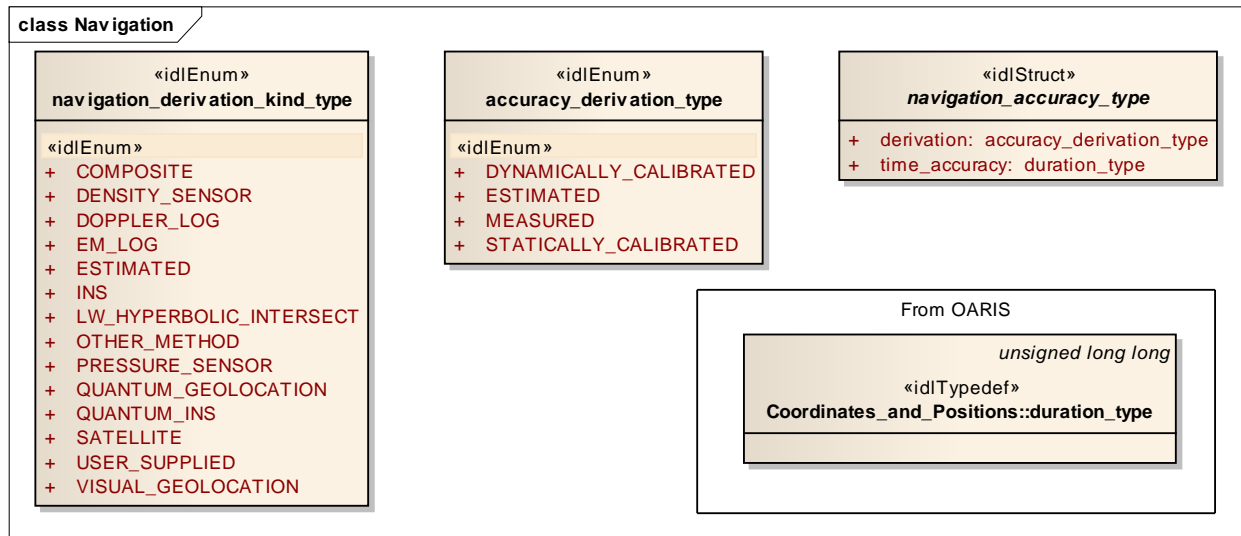 class Navigation
«idlEnum»
navigation_derivation_kind_type
«idlEnum»
+ COMPOSITE
+ DENSITY_SENSOR
+ DOPPLER_LOG
+ EM_LOG
+ ESTIMATED
+ INS
+ LW_HYPERBOLIC_INTERSECT
+ OTHER_METHOD
+ PRESSURE_SENSOR
+ QUANTUM_GEOLOCATION
+ QUANTUM_INS
+ SATELLITE
+ USER_SUPPLIED
+ VISUAL_GEOLOCATION
«idlEnum»
accuracy_derivation_type
«idlEnum»
+ DYNAMICALLY_CALIBRATED
+ ESTIMATED
+ MEASURED
+ STATICALLY_CALIBRATED
«idlStruct»
navigation_accuracy_type
+ derivation: accuracy_derivation_type
+ time_accuracy: duration_type
From OARIS
unsigned long long
«idlTypedef»
Coordinates_and_Positions::duration_type